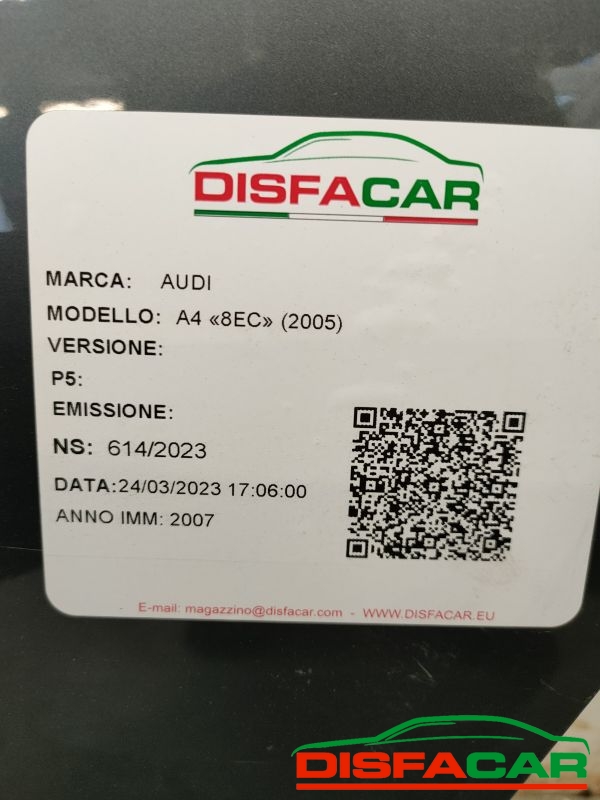 DISFACAR
MARCA: AUDI
MODELLO: A4 «8EC» (2005)
VERSIONE:
P5:
EMISSIONE:
NS: 614/2023
DATA:24/03/2023 17:06:00
ANNO IMM: 2007
E-mail: magazzino@disfacar.com - WWW.DISFACAR.EU
DISFACAR